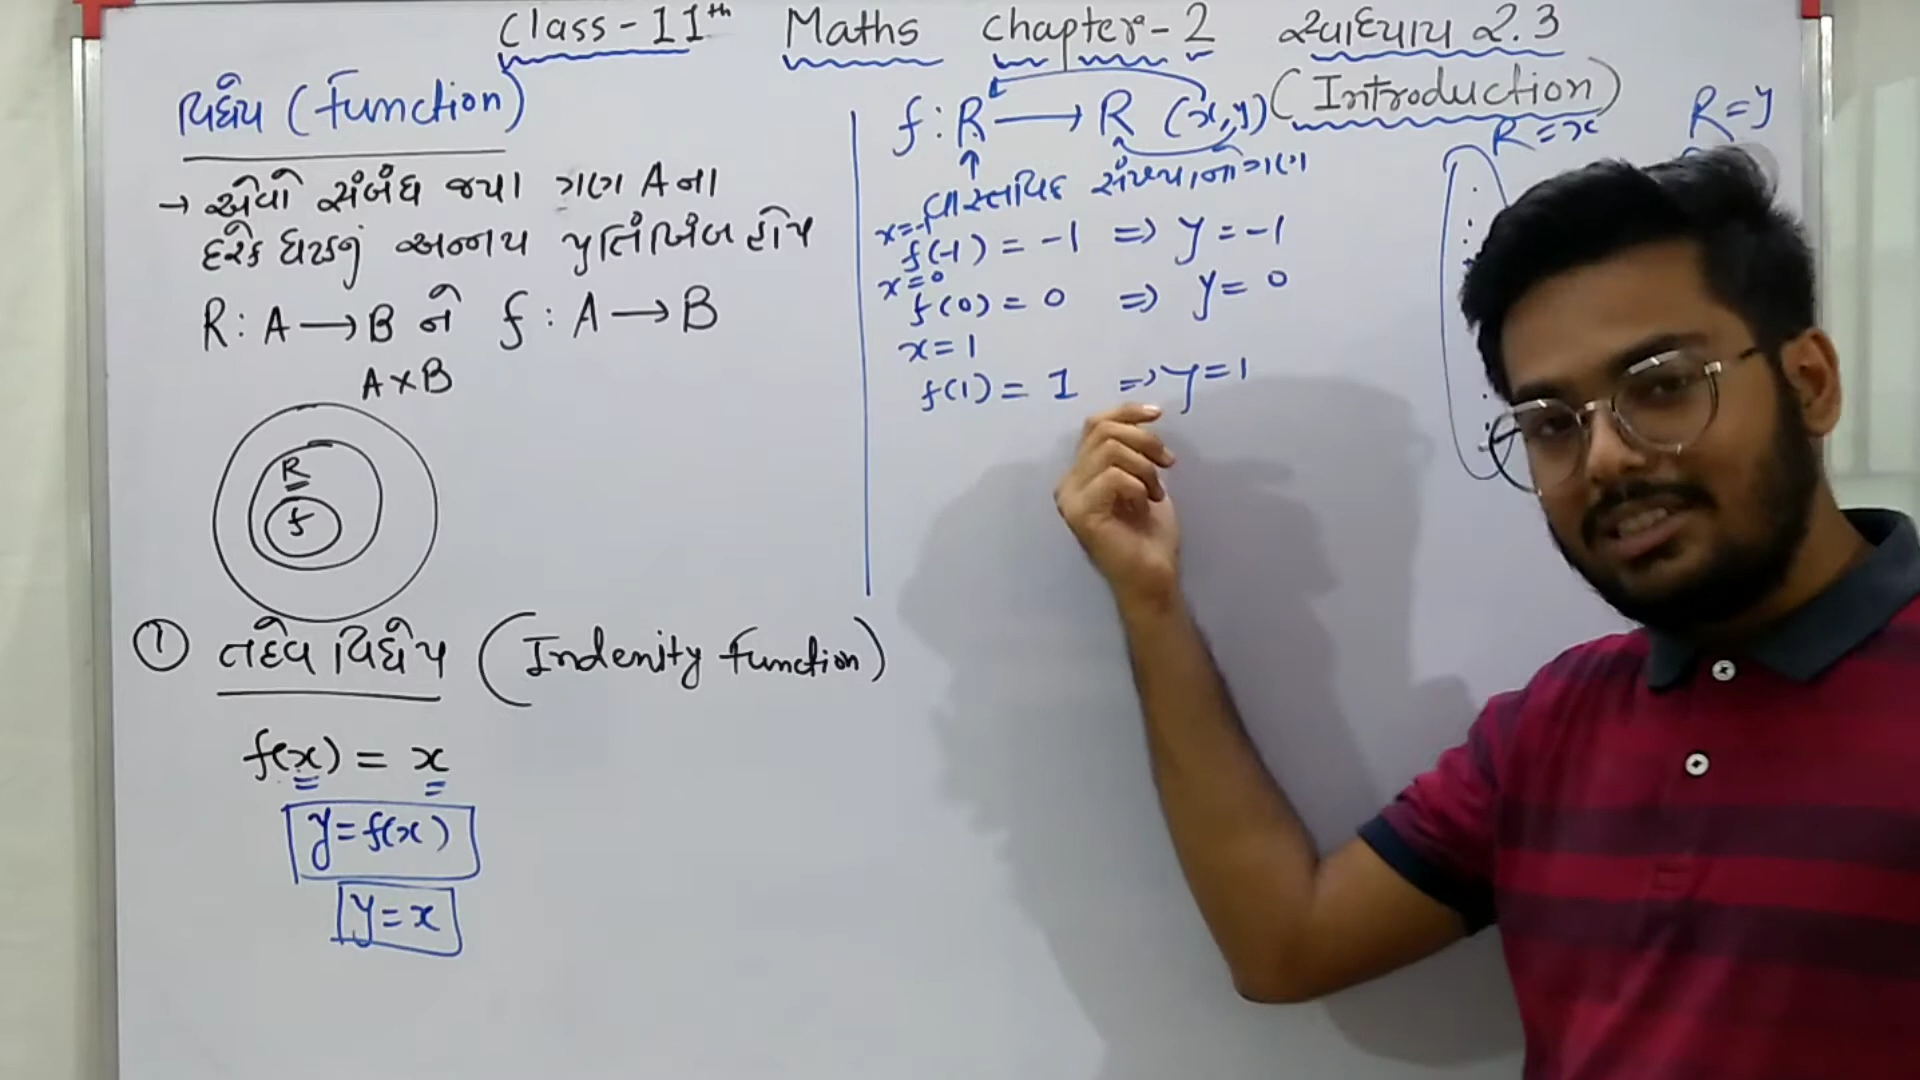 Class-11th Maths Chapter-2 સ્વાધ્યાય 2.3
(Introduction)
વિધેય (Function)
→ એવો સંબંધ જ્યાં ગણ A ના
દરેક ઘટકનું અનન્ય પ્રતિબિંબ હોય
R : A → B ને f : A → B
A × B
R
f
① તદેવ વિધેય (Indenity Function)
f(x) = x
y = f(x)
y = x
f : R → R (x, y)
↑
વાસ્તવિક સંખ્યાનો ગણ
x = -1
f(-1) = -1 ⇒ y = -1
x = 0
f(0) = 0 ⇒ y = 0
x = 1
f(1) = 1 ⇒ y = 1
R = x
R = y